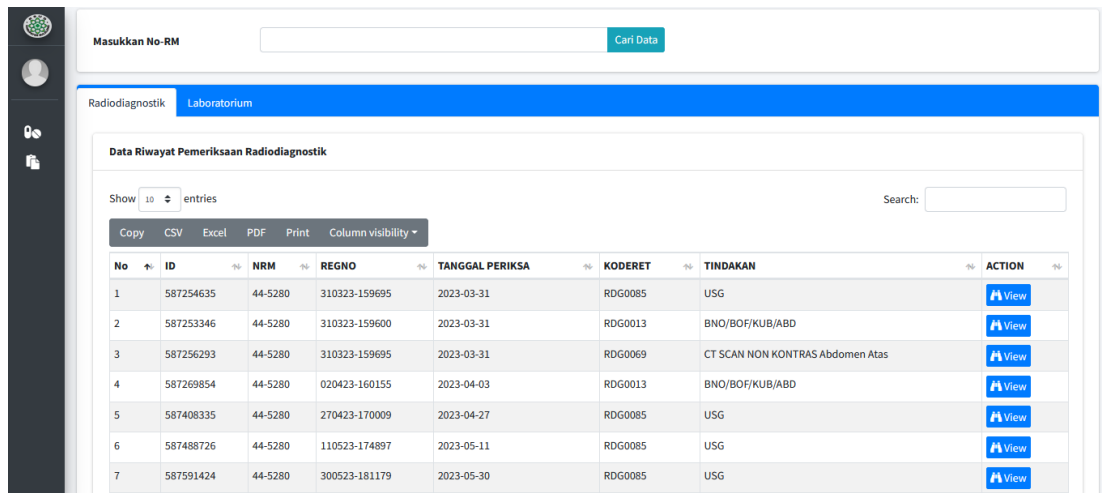 Masukkan No-RM Cari Data
Radiodiagnostik Laboratorium
Data Riwayat Pemeriksaan Radiodiagnostik
Show 10 entries Search:
Copy CSV Excel PDF Print Column visibility
No ID NRM REGNO TANGGAL PERIKSA KODERET TINDAKAN ACTION
1 587254635 44-5280 310323-159695 2023-03-31 RDG0085 USG View
2 587253346 44-5280 310323-159600 2023-03-31 RDG0013 BNO/BOF/KUB/ABD View
3 587256293 44-5280 310323-159695 2023-03-31 RDG0069 CT SCAN NON KONTRAS Abdomen Atas View
4 587269854 44-5280 020423-160155 2023-04-03 RDG0013 BNO/BOF/KUB/ABD View
5 587408335 44-5280 270423-170009 2023-04-27 RDG0085 USG View
6 587488726 44-5280 110523-174897 2023-05-11 RDG0085 USG View
7 587591424 44-5280 300523-181179 2023-05-30 RDG0085 USG View